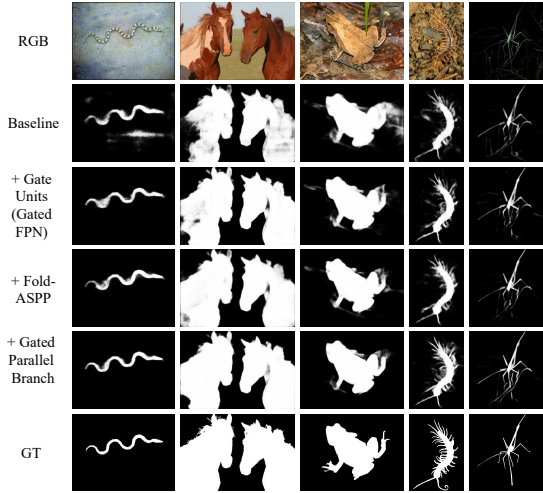 RGB
Baseline
+ Gate
Units
(Gated
FPN)
+ Fold-
ASPP
+ Gated
Parallel
Branch
GT